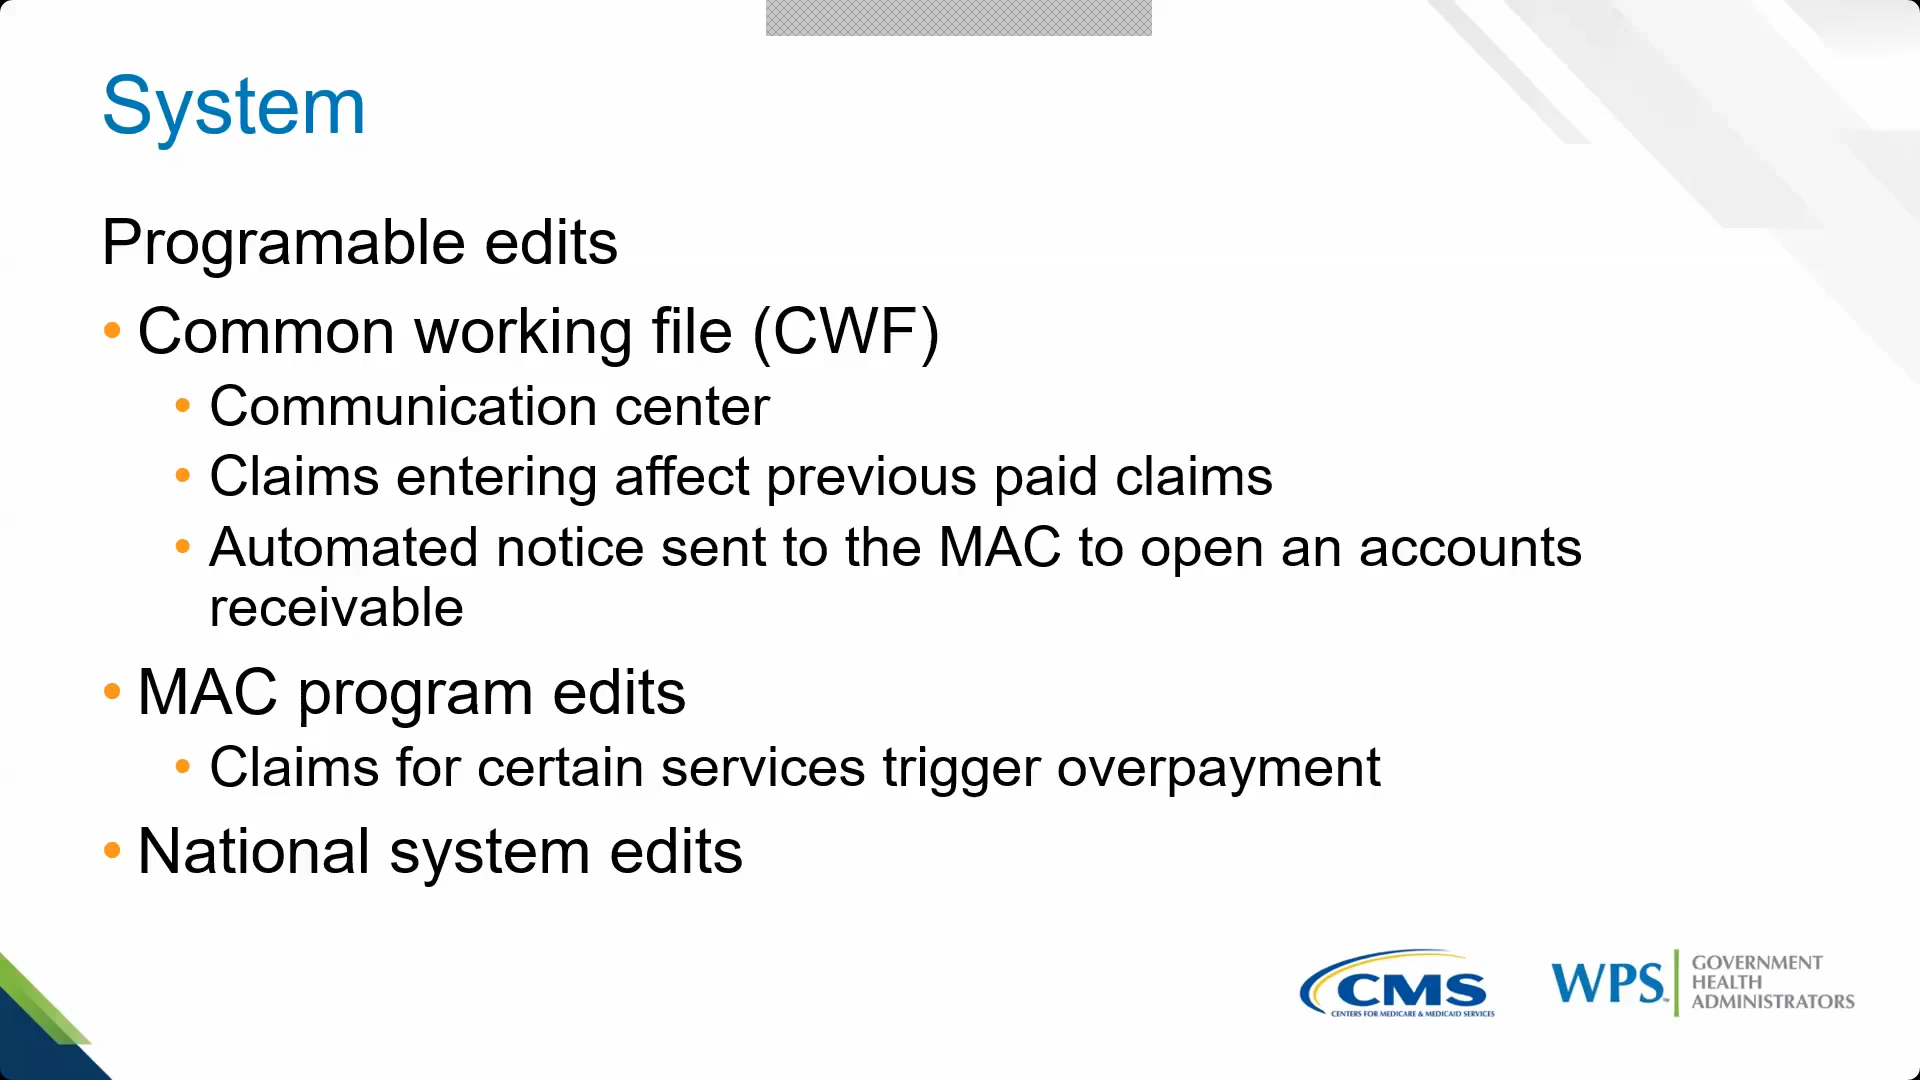 System
Programable edits
• Common working file (CWF)
• Communication center
• Claims entering affect previous paid claims
• Automated notice sent to the MAC to open an accounts
receivable
• MAC program edits
• Claims for certain services trigger overpayment
• National system edits
CMS
CENTERS FOR MEDICARE & MEDICAID SERVICES
WPS™
GOVERNMENT
HEALTH
ADMINISTRATORS